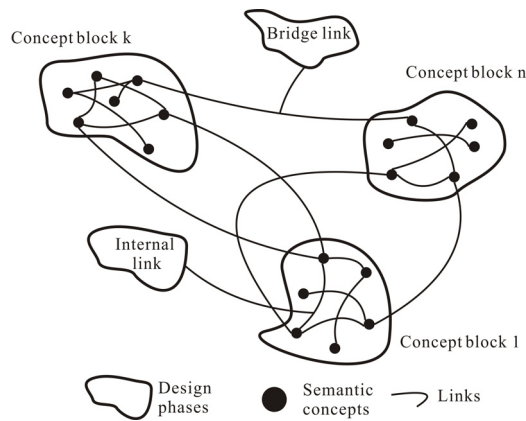 Concept block k
Bridge link
Concept block n
Internal
link
Concept block 1
Design
phases
Semantic
concepts
Links